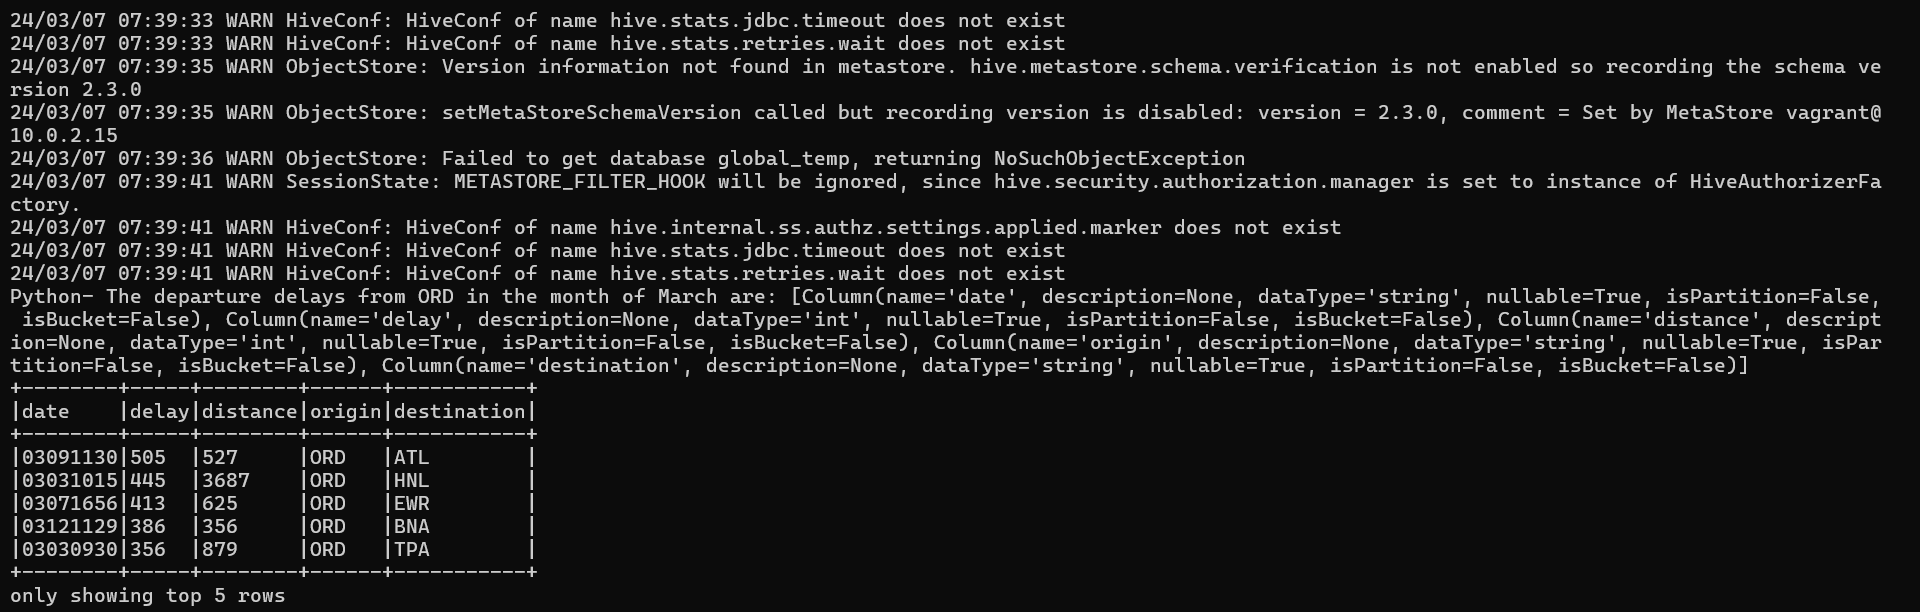 24/03/07 07:39:33 WARN HiveConf: HiveConf of name hive.stats.jdbc.timeout does not exist
24/03/07 07:39:33 WARN HiveConf: HiveConf of name hive.stats.retries.wait does not exist
24/03/07 07:39:35 WARN ObjectStore: Version information not found in metastore. hive.metastore.schema.verification is not enabled so recording the schema ve
rsion 2.3.0
24/03/07 07:39:35 WARN ObjectStore: setMetaStoreSchemaVersion called but recording version is disabled: version = 2.3.0, comment = Set by MetaStore vagrant@
10.0.2.15
24/03/07 07:39:36 WARN ObjectStore: Failed to get database global_temp, returning NoSuchObjectException
24/03/07 07:39:41 WARN SessionState: METASTORE_FILTER_HOOK will be ignored, since hive.security.authorization.manager is set to instance of HiveAuthorizerFa
ctory.
24/03/07 07:39:41 WARN HiveConf: HiveConf of name hive.internal.ss.authz.settings.applied.marker does not exist
24/03/07 07:39:41 WARN HiveConf: HiveConf of name hive.stats.jdbc.timeout does not exist
24/03/07 07:39:41 WARN HiveConf: HiveConf of name hive.stats.retries.wait does not exist
Python- The departure delays from ORD in the month of March are: [Column(name='date', description=None, dataType='string', nullable=True, isPartition=False,
 isBucket=False), Column(name='delay', description=None, dataType='int', nullable=True, isPartition=False, isBucket=False), Column(name='distance', descript
ion=None, dataType='int', nullable=True, isPartition=False, isBucket=False), Column(name='origin', description=None, dataType='string', nullable=True, isPar
tition=False, isBucket=False), Column(name='destination', description=None, dataType='string', nullable=True, isPartition=False, isBucket=False)]
+--------+-----+--------+------+-----------+
|date    |delay|distance|origin|destination|
+--------+-----+--------+------+-----------+
|03091130|505  |527     |ORD   |ATL        |
|03031015|445  |3687    |ORD   |HNL        |
|03071656|413  |625     |ORD   |EWR        |
|03121129|386  |356     |ORD   |BNA        |
|03030930|356  |879     |ORD   |TPA        |
+--------+-----+--------+------+-----------+
only showing top 5 rows